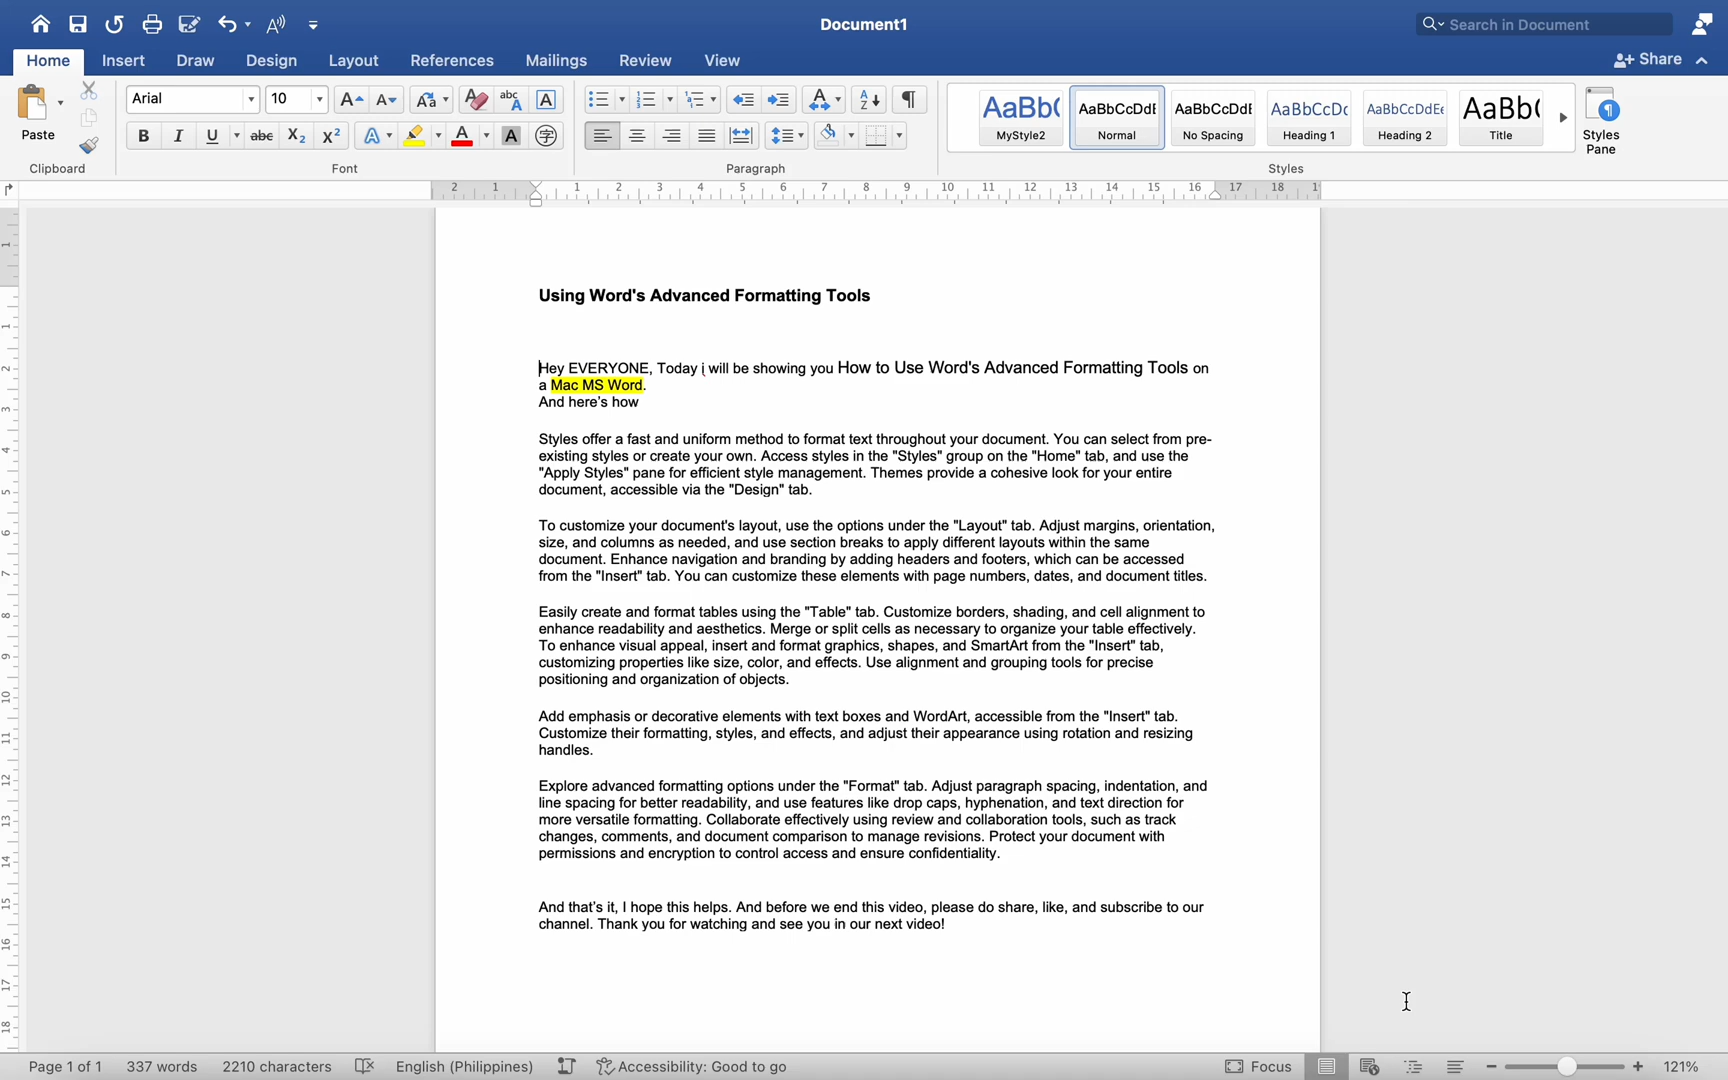 Document1
Search in Document
Home Insert Draw Design Layout References Mailings Review View
Share
Paste
Arial 10
AaBb( AaBbCcDdE AaBbCcDdE AaBbCcDc AaBbCcDdEe AaBb(
MyStyle2 Normal No Spacing Heading 1 Heading 2 Title
Styles
Pane
Clipboard Font Paragraph Styles
2 1 1 2 3 4 5 6 7 8 9 10 11 12 13 14 15 16 17 18
Using Word's Advanced Formatting Tools
Hey EVERYONE, Today i will be showing you How to Use Word's Advanced Formatting Tools on
a Mac MS Word.
And here's how
Styles offer a fast and uniform method to format text throughout your document. You can select from pre-
existing styles or create your own. Access styles in the "Styles" group on the "Home" tab, and use the
"Apply Styles" pane for efficient style management. Themes provide a cohesive look for your entire
document, accessible via the "Design" tab.
To customize your document's layout, use the options under the "Layout" tab. Adjust margins, orientation,
size, and columns as needed, and use section breaks to apply different layouts within the same
document. Enhance navigation and branding by adding headers and footers, which can be accessed
from the "Insert" tab. You can customize these elements with page numbers, dates, and document titles.
Easily create and format tables using the "Table" tab. Customize borders, shading, and cell alignment to
enhance readability and aesthetics. Merge or split cells as necessary to organize your table effectively.
To enhance visual appeal, insert and format graphics, shapes, and SmartArt from the "Insert" tab,
customizing properties like size, color, and effects. Use alignment and grouping tools for precise
positioning and organization of objects.
Add emphasis or decorative elements with text boxes and WordArt, accessible from the "Insert" tab.
Customize their formatting, styles, and effects, and adjust their appearance using rotation and resizing
handles.
Explore advanced formatting options under the "Format" tab. Adjust paragraph spacing, indentation, and
line spacing for better readability, and use features like drop caps, hyphenation, and text direction for
more versatile formatting. Collaborate effectively using review and collaboration tools, such as track
changes, comments, and document comparison to manage revisions. Protect your document with
permissions and encryption to control access and ensure confidentiality.
And that's it, I hope this helps. And before we end this video, please do share, like, and subscribe to our
channel. Thank you for watching and see you in our next video!
Page 1 of 1 337 words 2210 characters English (Philippines) Accessibility: Good to go Focus 121%